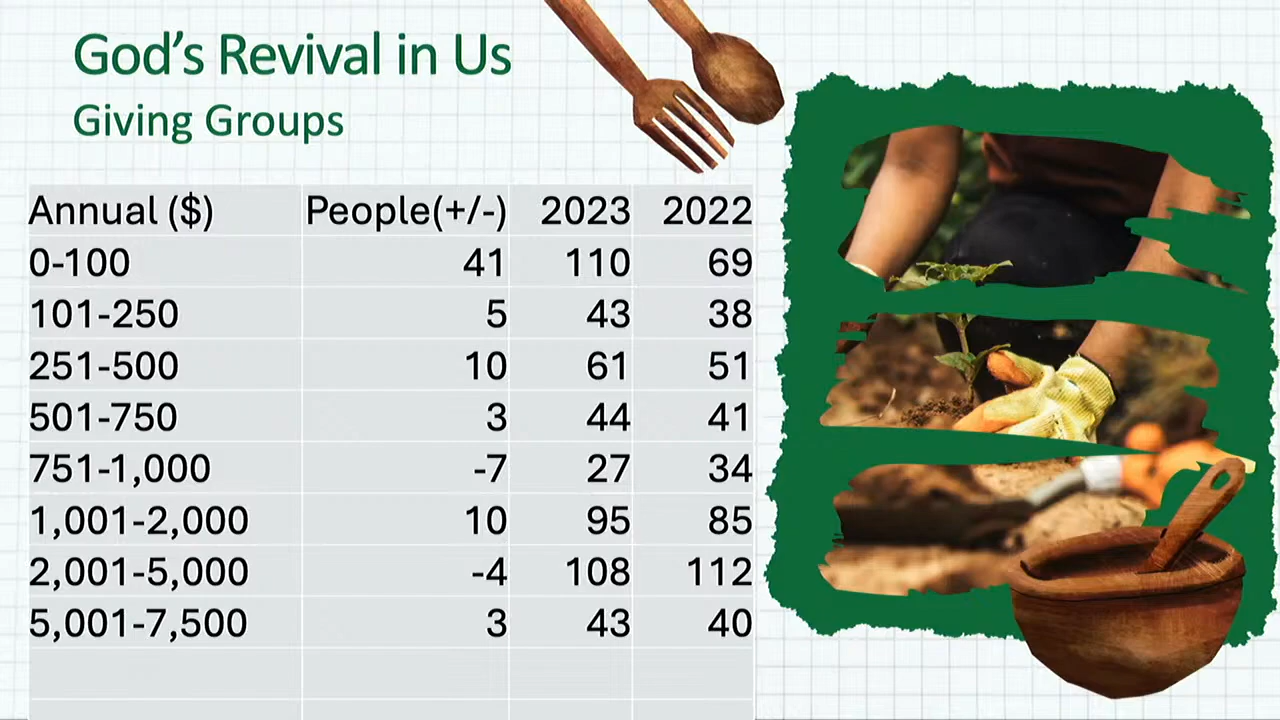 God's Revival in Us
Giving Groups
Annual ($) People(+/-) 2023 2022
0-100 41 110 69
101-250 5 43 38
251-500 10 61 51
501-750 3 44 41
751-1,000 -7 27 34
1,001-2,000 10 95 85
2,001-5,000 -4 108 112
5,001-7,500 3 43 40